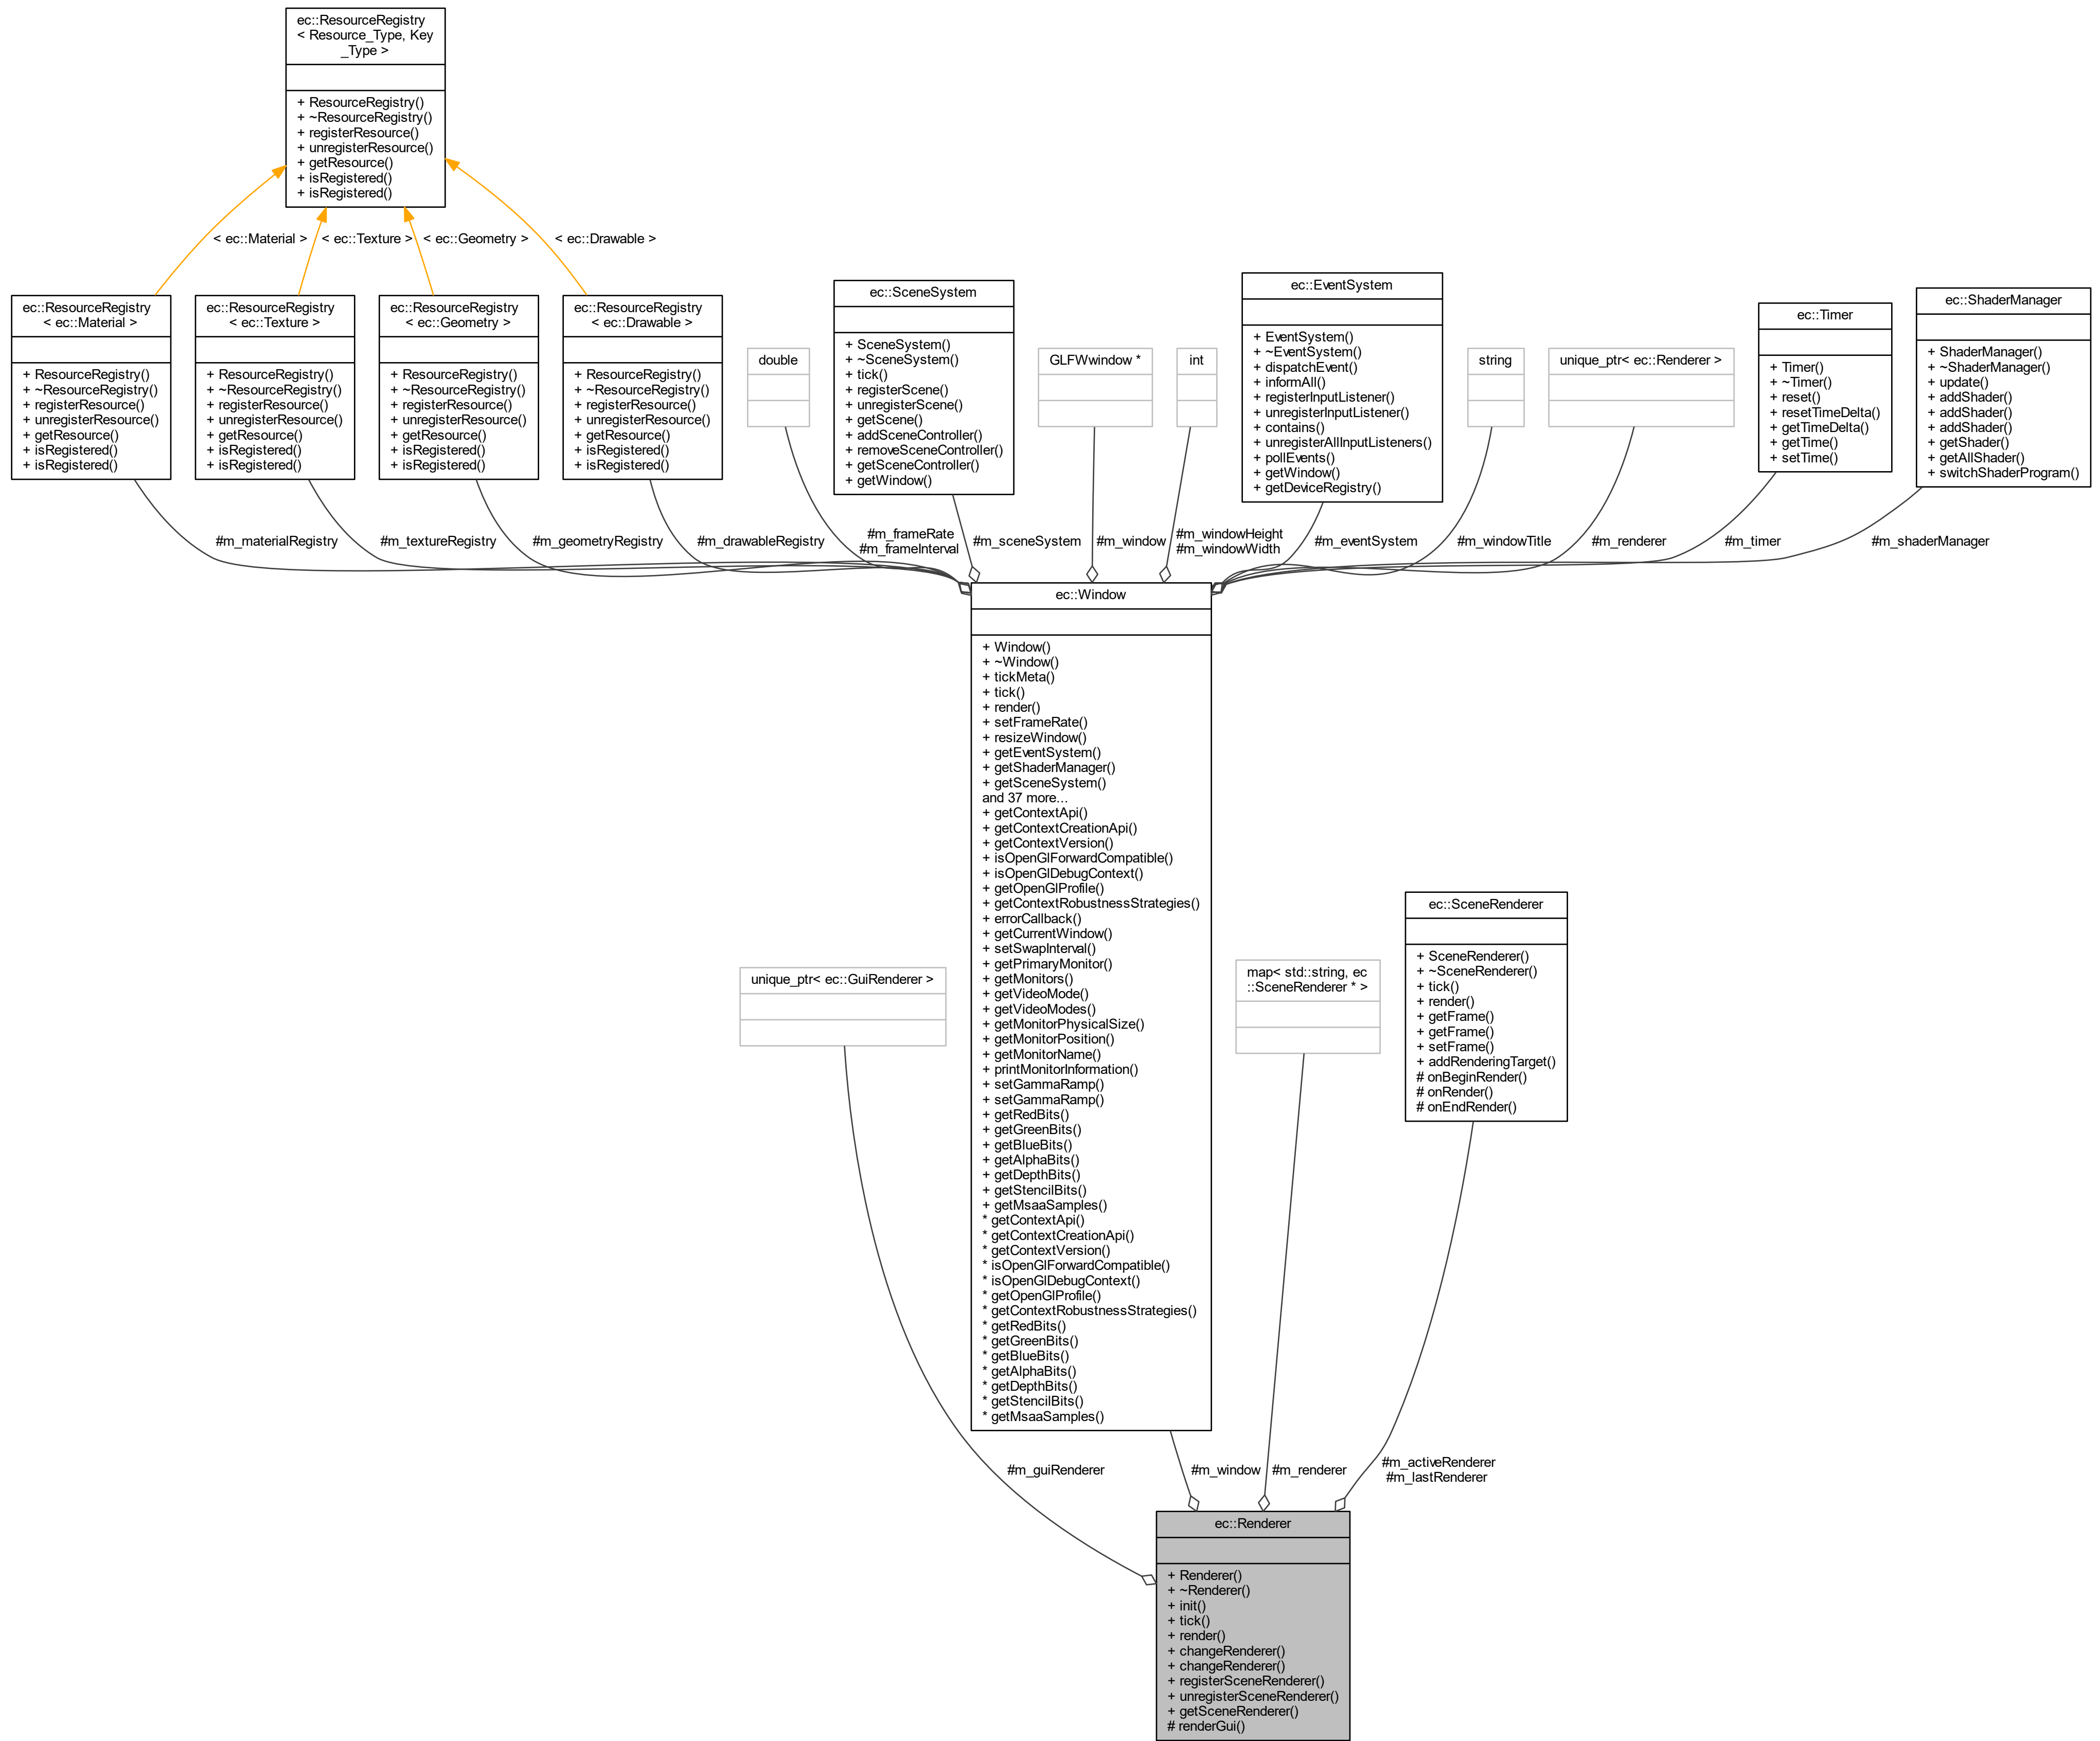 ec::ResourceRegistry
< Resource_Type, Key
_Type >
+ ResourceRegistry()
+ ~ResourceRegistry()
+ registerResource()
+ unregisterResource()
+ getResource()
+ isRegistered()
+ isRegistered()
< ec::Material >
< ec::Texture >
< ec::Geometry >
< ec::Drawable >
ec::ResourceRegistry
< ec::Material >
+ ResourceRegistry()
+ ~ResourceRegistry()
+ registerResource()
+ unregisterResource()
+ getResource()
+ isRegistered()
+ isRegistered()
ec::ResourceRegistry
< ec::Texture >
+ ResourceRegistry()
+ ~ResourceRegistry()
+ registerResource()
+ unregisterResource()
+ getResource()
+ isRegistered()
+ isRegistered()
ec::ResourceRegistry
< ec::Geometry >
+ ResourceRegistry()
+ ~ResourceRegistry()
+ registerResource()
+ unregisterResource()
+ getResource()
+ isRegistered()
+ isRegistered()
ec::ResourceRegistry
< ec::Drawable >
+ ResourceRegistry()
+ ~ResourceRegistry()
+ registerResource()
+ unregisterResource()
+ getResource()
+ isRegistered()
+ isRegistered()
double
ec::SceneSystem
+ SceneSystem()
+ ~SceneSystem()
+ tick()
+ registerScene()
+ unregisterScene()
+ getScene()
+ addSceneController()
+ removeSceneController()
+ getSceneController()
+ getWindow()
GLFWwindow *
int
ec::EventSystem
+ EventSystem()
+ ~EventSystem()
+ dispatchEvent()
+ informAll()
+ registerInputListener()
+ unregisterInputListener()
+ contains()
+ unregisterAllInputListeners()
+ pollEvents()
+ getWindow()
+ getDeviceRegistry()
string
unique_ptr< ec::Renderer >
ec::Timer
+ Timer()
+ ~Timer()
+ reset()
+ resetTimeDelta()
+ getTimeDelta()
+ getTime()
+ setTime()
ec::ShaderManager
+ ShaderManager()
+ ~ShaderManager()
+ update()
+ addShader()
+ addShader()
+ addShader()
+ getShader()
+ getAllShader()
+ switchShaderProgram()
#m_materialRegistry
#m_textureRegistry
#m_geometryRegistry
#m_drawableRegistry
#m_frameRate
#m_frameInterval
#m_sceneSystem
#m_window
#m_windowHeight
#m_windowWidth
#m_eventSystem
#m_windowTitle
#m_renderer
#m_timer
#m_shaderManager
ec::Window
+ Window()
+ ~Window()
+ tickMeta()
+ tick()
+ render()
+ setFrameRate()
+ resizeWindow()
+ getEventSystem()
+ getShaderManager()
+ getSceneSystem()
and 37 more...
+ getContextApi()
+ getContextCreationApi()
+ getContextVersion()
+ isOpenGlForwardCompatible()
+ isOpenGlDebugContext()
+ getOpenGlProfile()
+ getContextRobustnessStrategies()
+ errorCallback()
+ getCurrentWindow()
+ setSwapInterval()
+ getPrimaryMonitor()
+ getMonitors()
+ getVideoMode()
+ getVideoModes()
+ getMonitorPhysicalSize()
+ getMonitorPosition()
+ getMonitorName()
+ printMonitorInformation()
+ setGammaRamp()
+ setGammaRamp()
+ getRedBits()
+ getGreenBits()
+ getBlueBits()
+ getAlphaBits()
+ getDepthBits()
+ getStencilBits()
+ getMsaaSamples()
* getContextApi()
* getContextCreationApi()
* getContextVersion()
* isOpenGlForwardCompatible()
* isOpenGlDebugContext()
* getOpenGlProfile()
* getContextRobustnessStrategies()
* getRedBits()
* getGreenBits()
* getBlueBits()
* getAlphaBits()
* getDepthBits()
* getStencilBits()
* getMsaaSamples()
unique_ptr< ec::GuiRenderer >
map< std::string, ec
::SceneRenderer * >
ec::SceneRenderer
+ SceneRenderer()
+ ~SceneRenderer()
+ tick()
+ render()
+ getFrame()
+ getFrame()
+ setFrame()
+ addRenderingTarget()
# onBeginRender()
# onRender()
# onEndRender()
#m_guiRenderer
#m_window
#m_renderer
#m_activeRenderer
#m_lastRenderer
ec::Renderer
+ Renderer()
+ ~Renderer()
+ init()
+ tick()
+ render()
+ changeRenderer()
+ changeRenderer()
+ registerSceneRenderer()
+ unregisterSceneRenderer()
+ getSceneRenderer()
# renderGui()